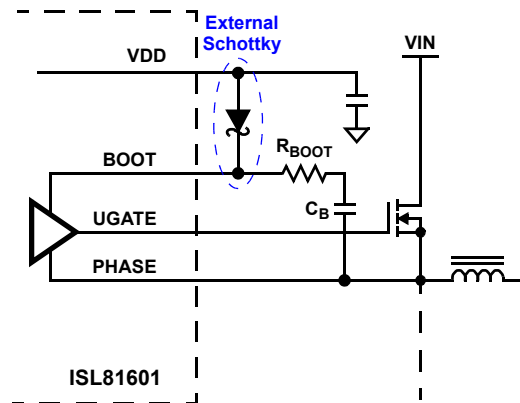 External
Schottky
VDD
VIN
BOOT
RBOOT
CB
UGATE
PHASE
ISL81601